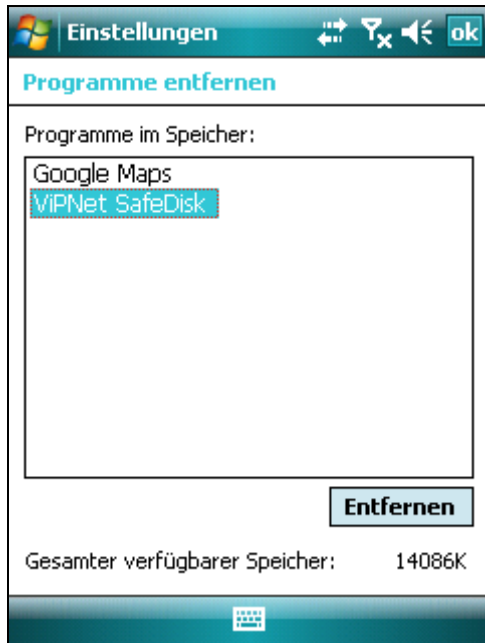 Einstellungen ok
Programme entfernen
Programme im Speicher:
Google Maps
ViPNet SafeDisk
Entfernen
Gesamter verfügbarer Speicher: 14086K